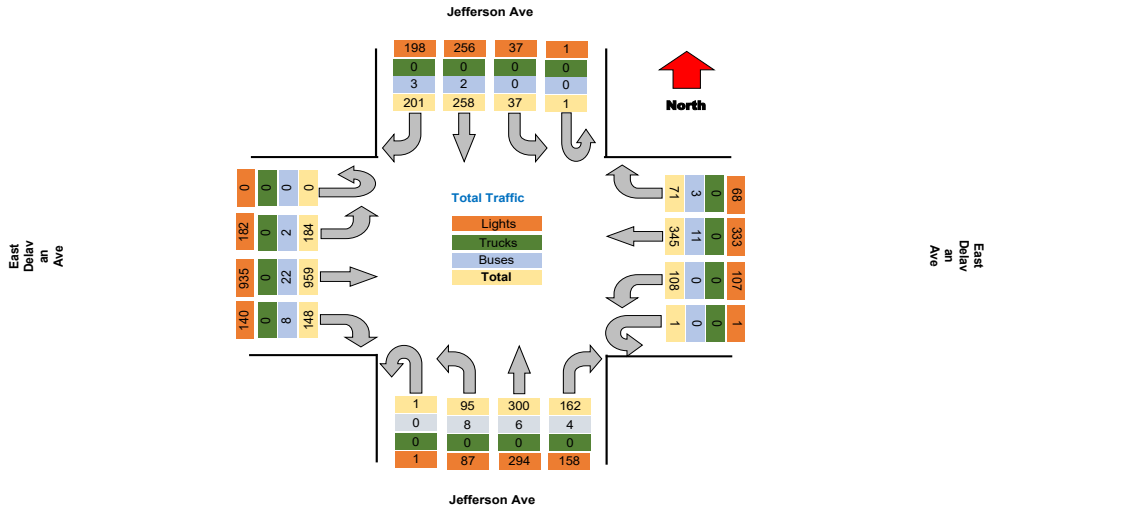 Jefferson Ave
198 256 37 1
0 0 0 0
3 2 0 0
201 258 37 1
North
0 0 0 0
182 0 2 184
935 0 22 959
140 0 8 148
East
Delav
an
Ave
Total Traffic
Lights
Trucks
Buses
Total
71 3 0 68
345 11 0 333
108 0 0 107
1 0 0 1
East
Delav
an
Ave
1 95 300 162
0 8 6 4
0 0 0 0
1 87 294 158
Jefferson Ave